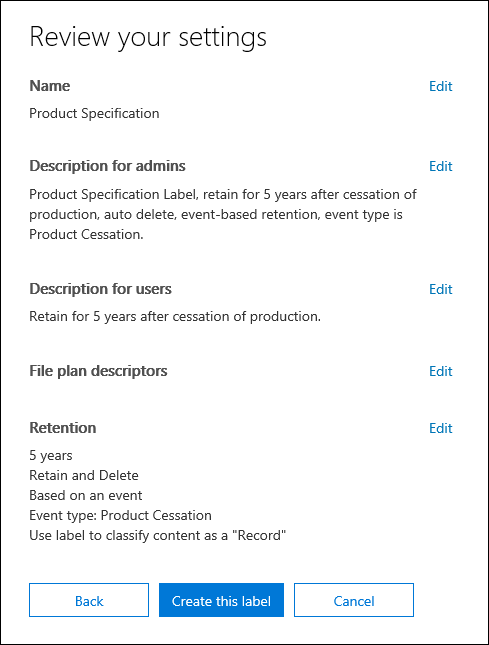 Review your settings
Name Edit
Product Specification
Description for admins Edit
Product Specification Label, retain for 5 years after cessation of
production, auto delete, event-based retention, event type is
Product Cessation.
Description for users Edit
Retain for 5 years after cessation of production.
File plan descriptors Edit
Retention Edit
5 years
Retain and Delete
Based on an event
Event type: Product Cessation
Use label to classify content as a "Record"
Back Create this label Cancel